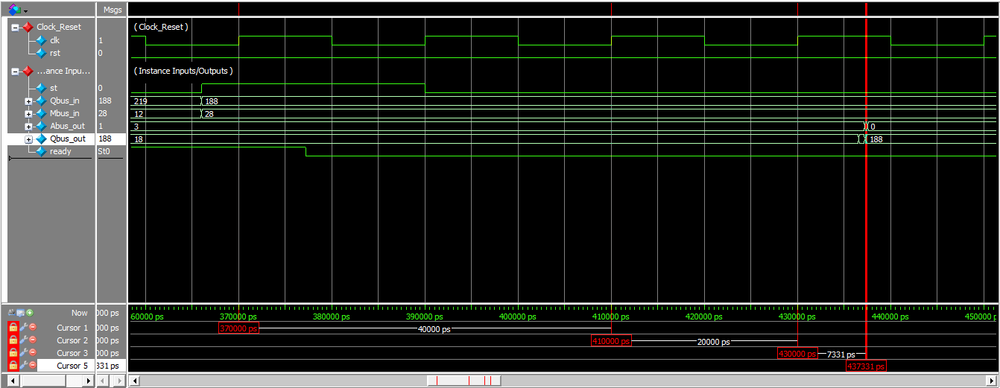 Msgs
Clock_Reset
( Clock_Reset )
clk 1
rst 0
...ance Inpu...
( Instance Inputs/Outputs )
st 0
Qbus_in 188 219 188
Mbus_in 28 12 28
Abus_out 1 3 0
Qbus_out 188 18 188
ready St0
Now 000 ps 60000 ps 370000 ps 380000 ps 390000 ps 400000 ps 410000 ps 420000 ps 430000 ps 440000 ps 450000
Cursor 1 000 ps 370000 ps 40000 ps
Cursor 2 000 ps 410000 ps 20000 ps
Cursor 3 000 ps 430000 ps 7331 ps
Cursor 5 331 ps 437331 ps